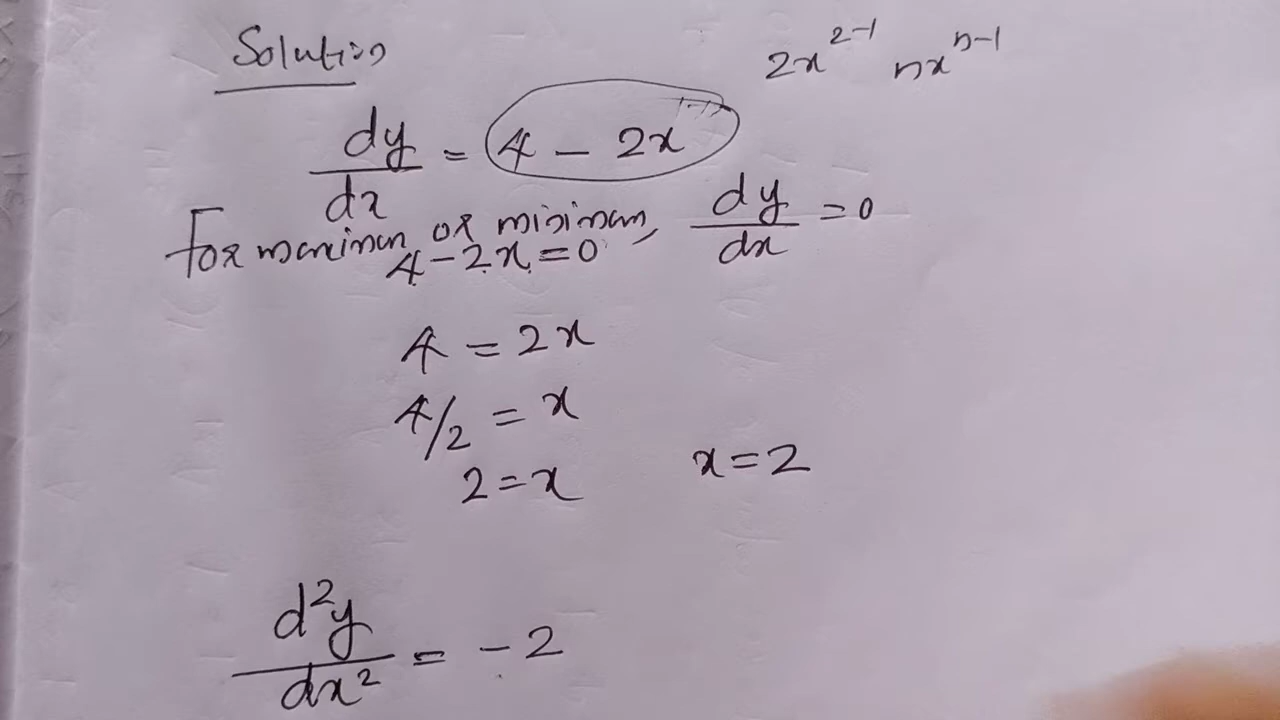 Solution
2x^{2-1} nx^{n-1}
dy/dx = 4 - 2x
For maximum or minimum, dy/dx = 0
4 - 2x = 0
4 = 2x
4/2 = x
2 = x x = 2
d²y/dx² = -2